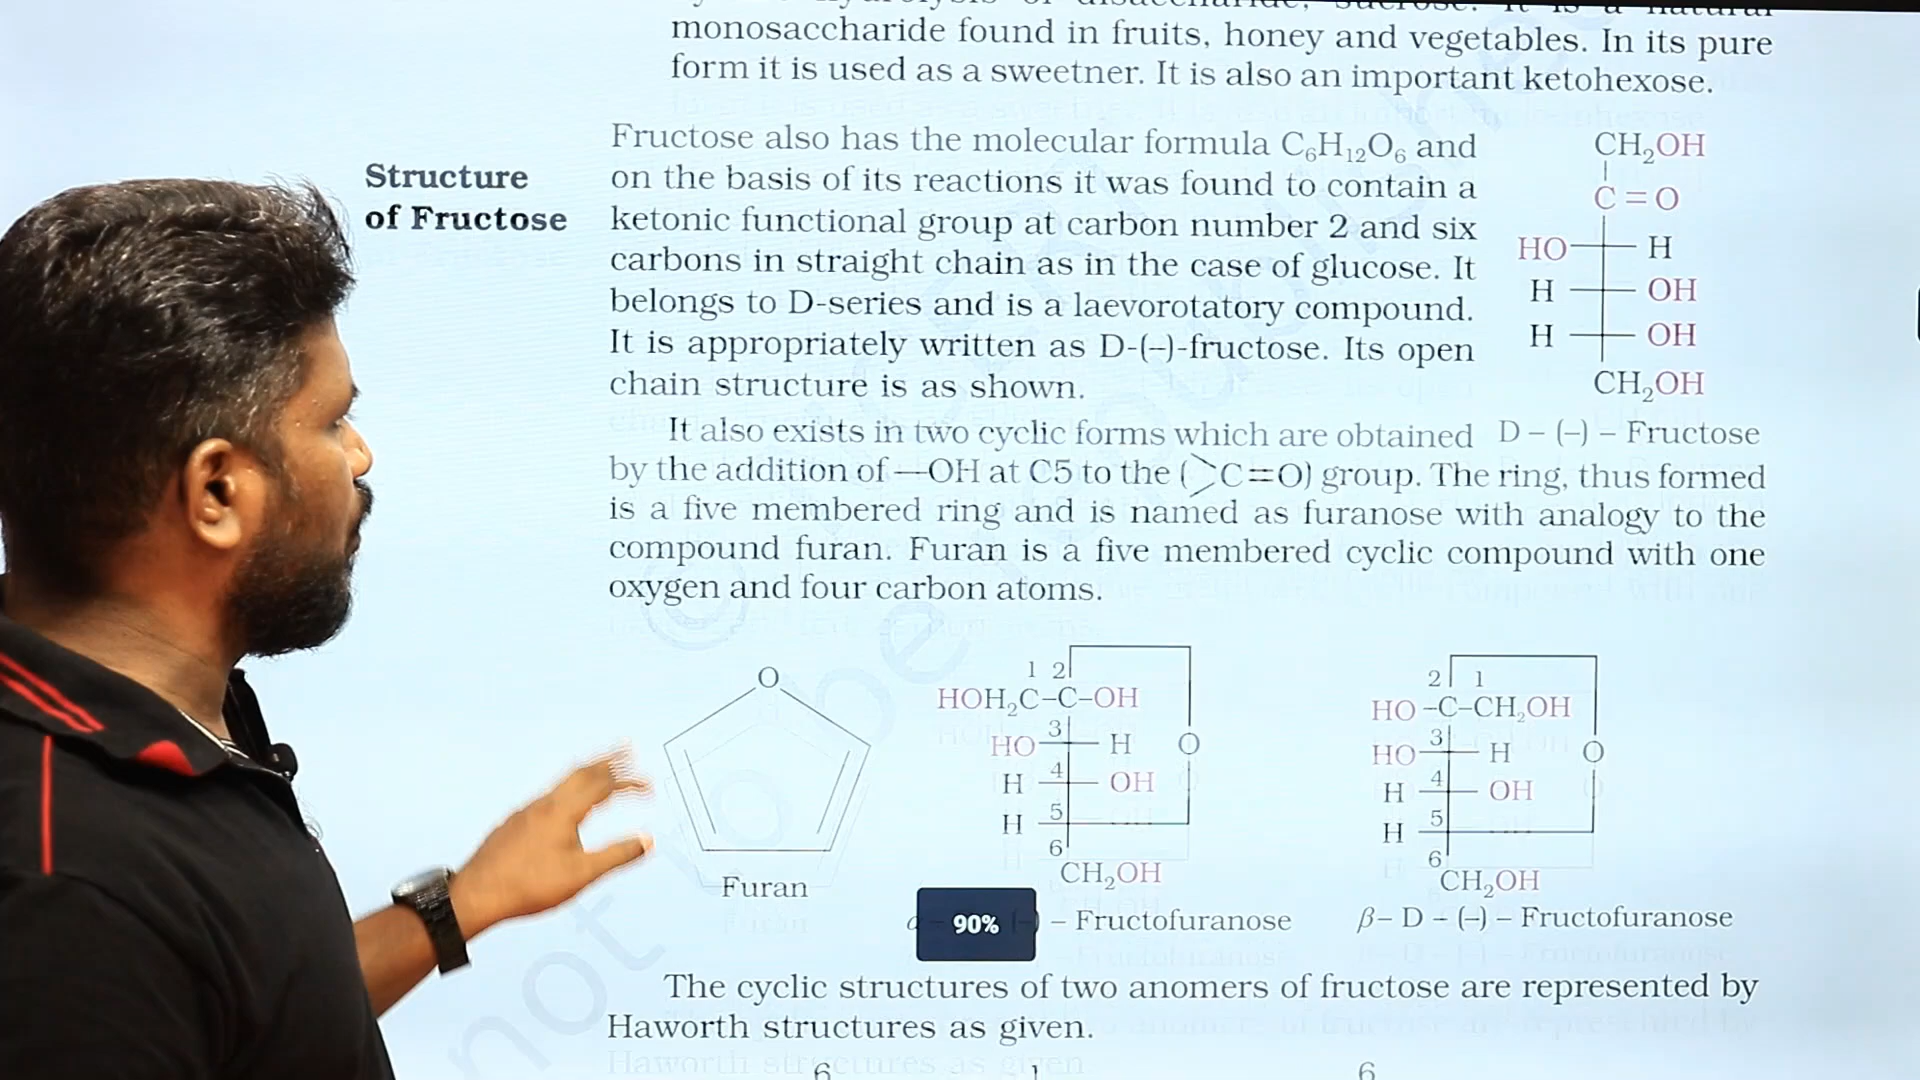 monosaccharide found in fruits, honey and vegetables. In its pure
form it is used as a sweetner. It is also an important ketohexose.
Structure
of Fructose
Fructose also has the molecular formula C₆H₁₂O₆ and
on the basis of its reactions it was found to contain a
ketonic functional group at carbon number 2 and six
carbons in straight chain as in the case of glucose. It
belongs to D-series and is a laevorotatory compound.
It is appropriately written as D-(–)-fructose. Its open
chain structure is as shown.
CH₂OH
C = O
HO H
H OH
H OH
CH₂OH
D – (–) – Fructose
It also exists in two cyclic forms which are obtained
by the addition of —OH at C5 to the (>C=O) group. The ring, thus formed
is a five membered ring and is named as furanose with analogy to the
compound furan. Furan is a five membered cyclic compound with one
oxygen and four carbon atoms.
O
Furan
1 2
HOH₂C–C–OH
3
HO H O
4
H OH
5
H
6
CH₂OH
90%
– Fructofuranose
2 1
HO –C–CH₂OH
3
HO H O
4
H OH
5
H
6
CH₂OH
β– D – (–) – Fructofuranose
The cyclic structures of two anomers of fructose are represented by
Haworth structures as given.
6 1 6